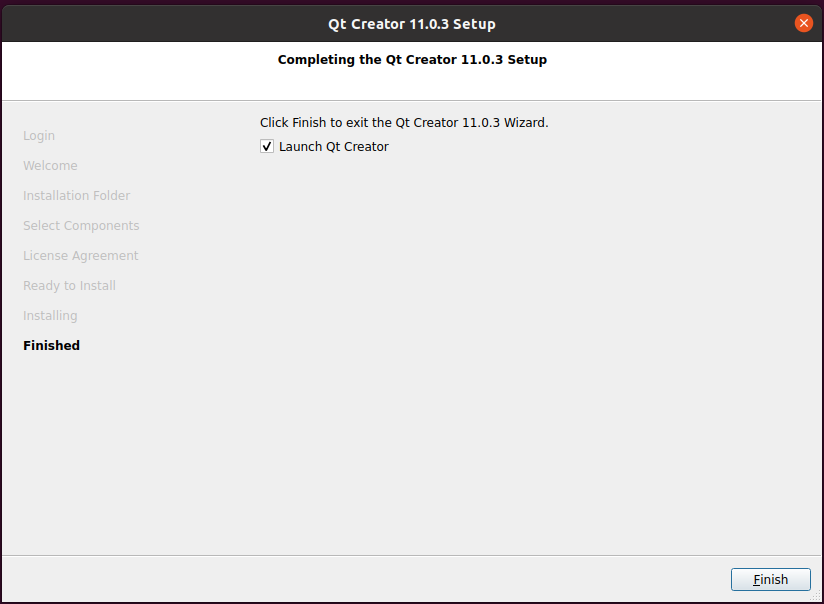 Qt Creator 11.0.3 Setup
Completing the Qt Creator 11.0.3 Setup
Login
Welcome
Installation Folder
Select Components
License Agreement
Ready to Install
Installing
Finished
Click Finish to exit the Qt Creator 11.0.3 Wizard.
Launch Qt Creator
Finish